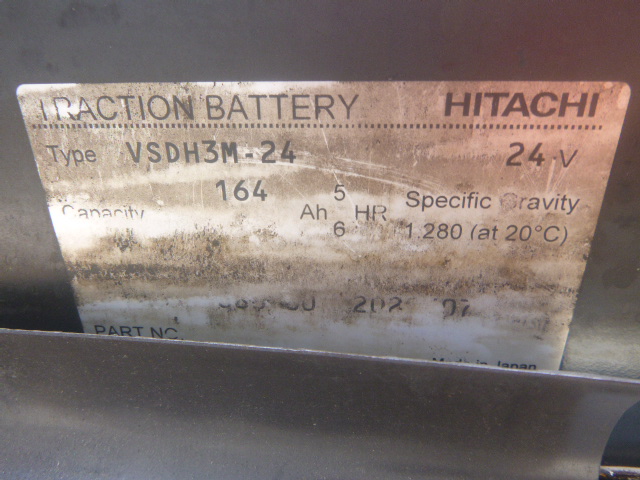 TRACTION BATTERY HITACHI
Type VSDH3M-24 24 V
164 5
Capacity Ah HR Specific Gravity
6 1.280 (at 20°C)
07
PART NO.
Made in Japan